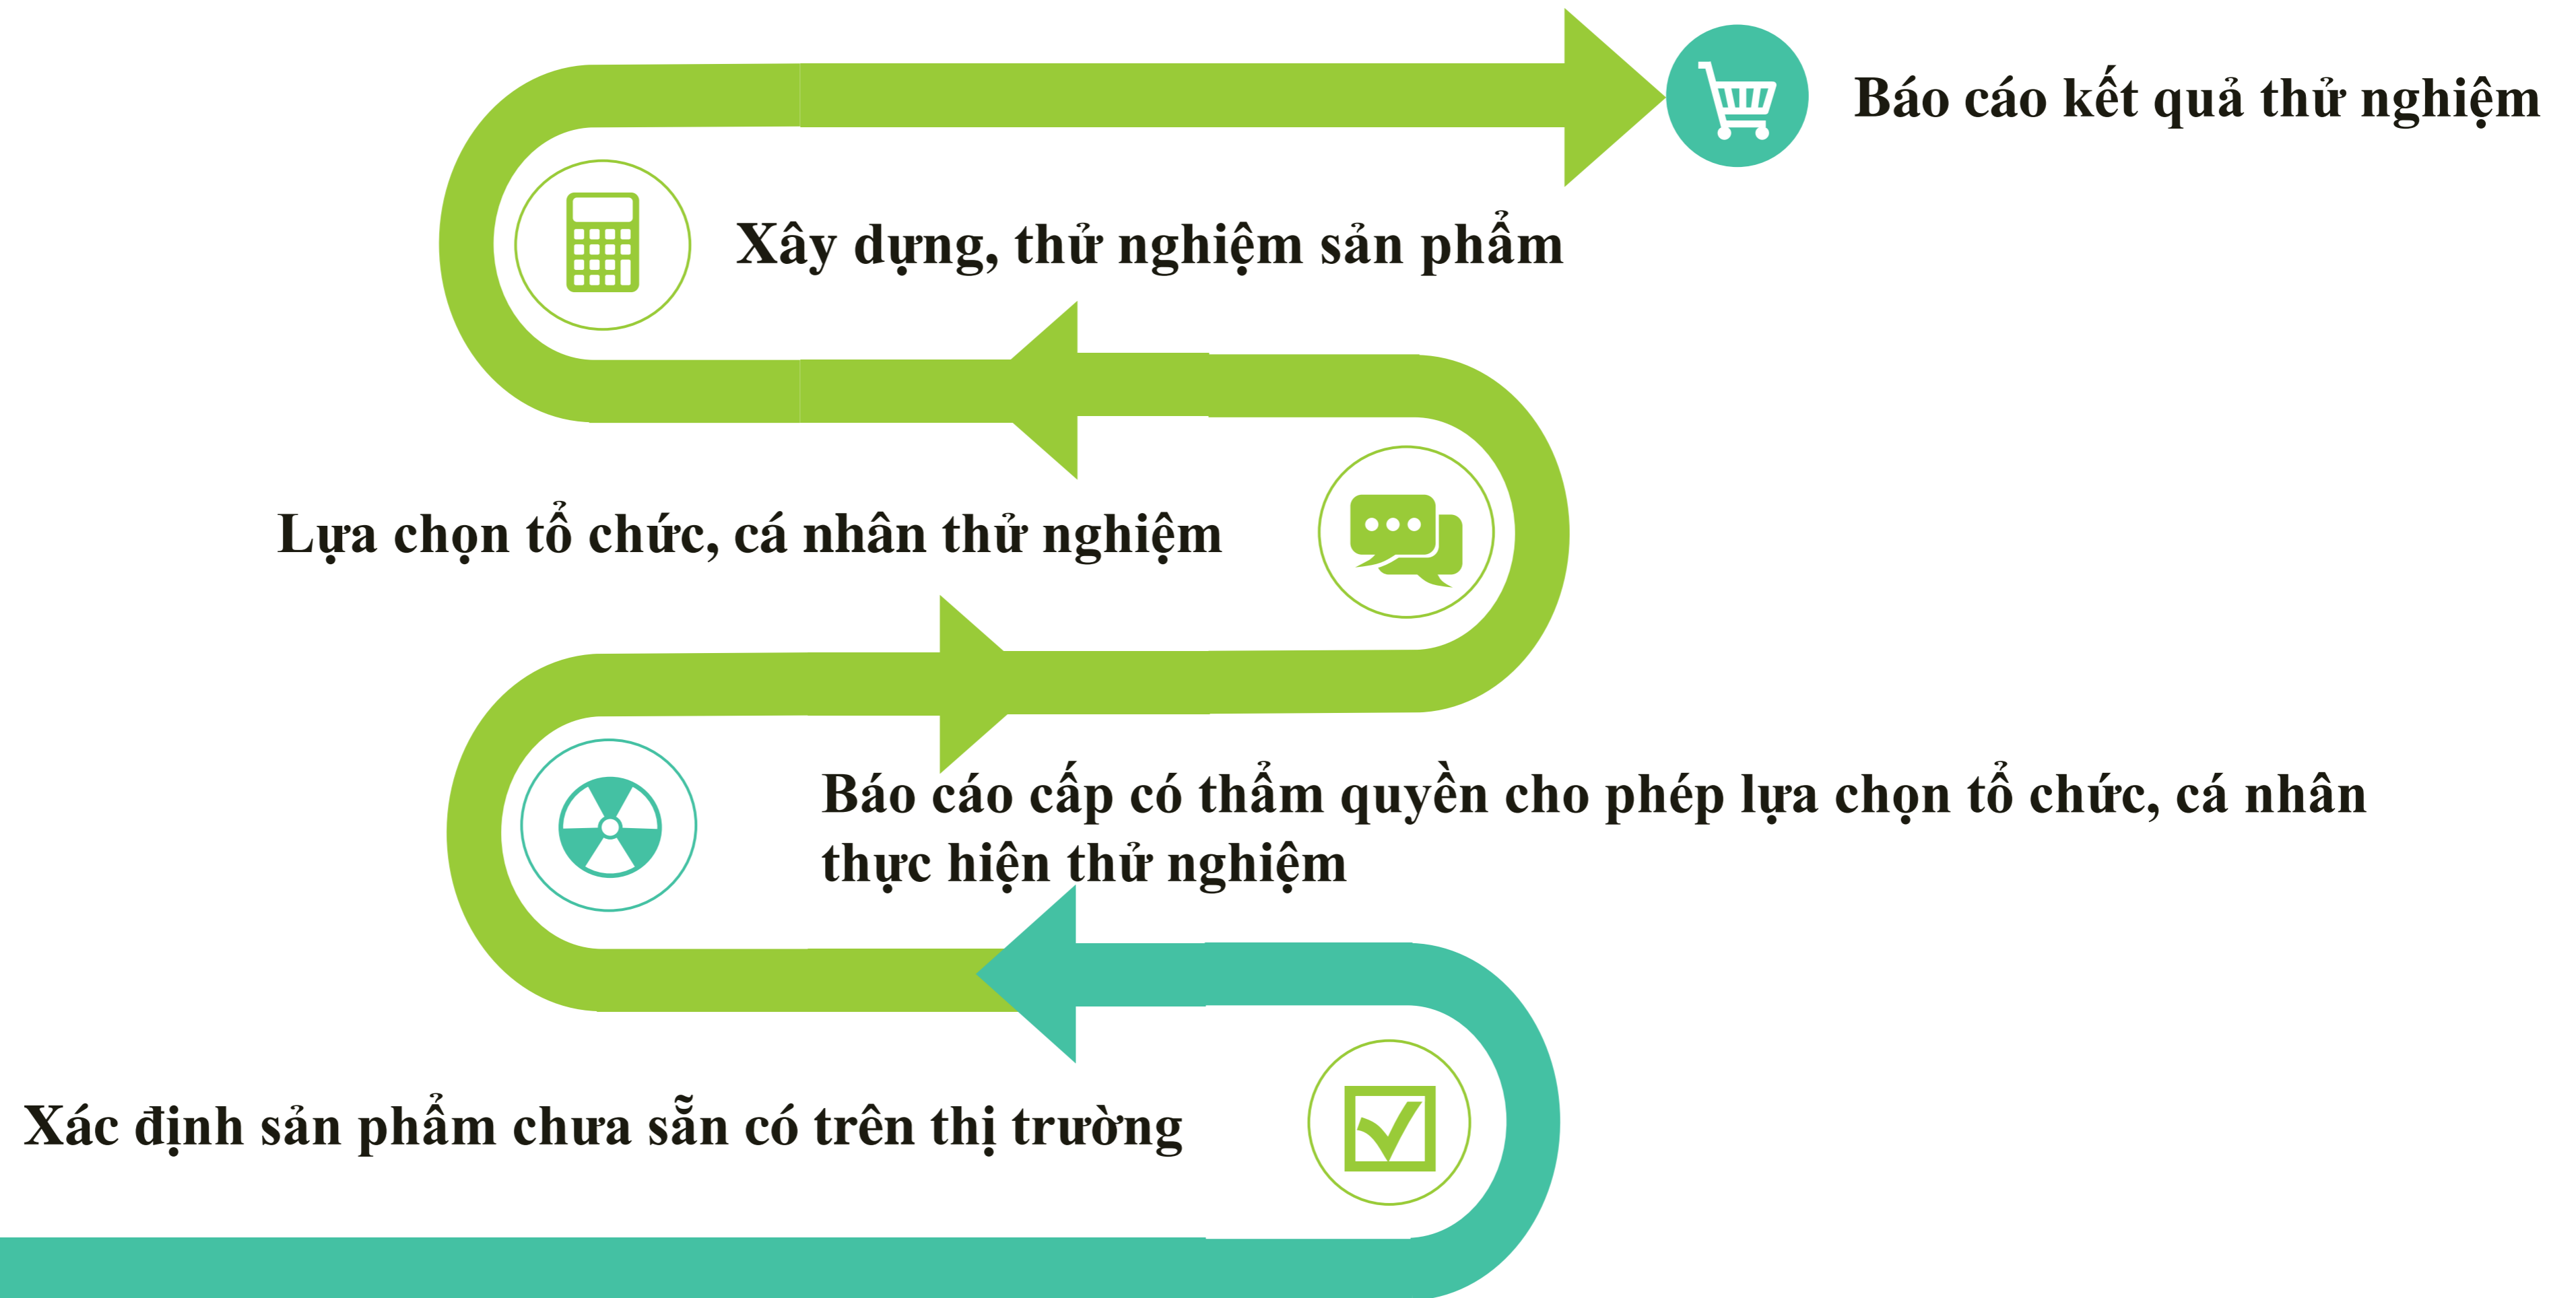 Báo cáo kết quả thử nghiệm
Xây dựng, thử nghiệm sản phẩm
Lựa chọn tổ chức, cá nhân thử nghiệm
Báo cáo cấp có thẩm quyền cho phép lựa chọn tổ chức, cá nhân
thực hiện thử nghiệm
Xác định sản phẩm chưa sẵn có trên thị trường